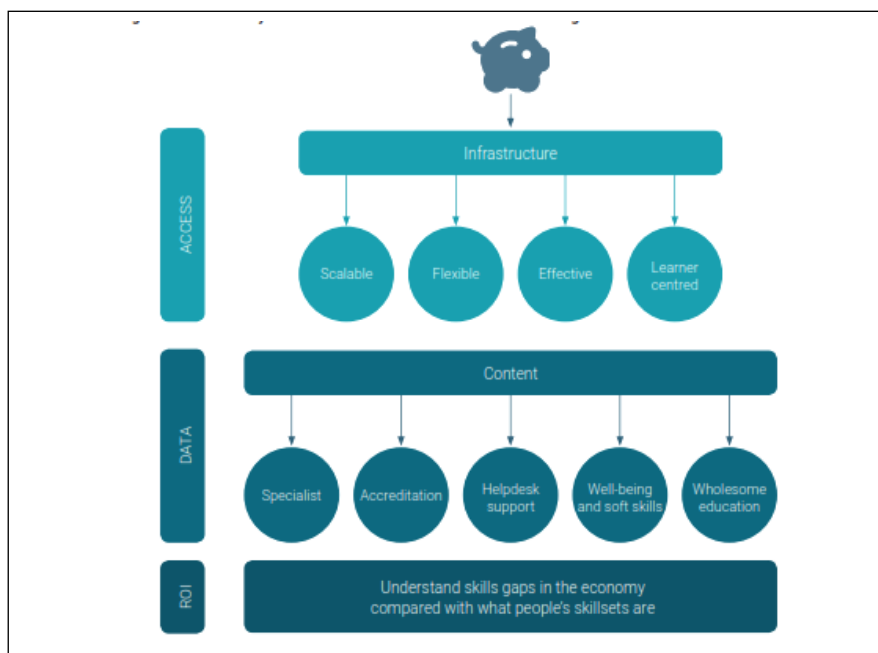 ACCESS
Infrastructure
Scalable
Flexible
Effective
Learner
centred
DATA
Content
Specialist
Accreditation
Helpdesk
support
Well-being
and soft skills
Wholesome
education
ROI
Understand skills gaps in the economy
compared with what people's skillsets are